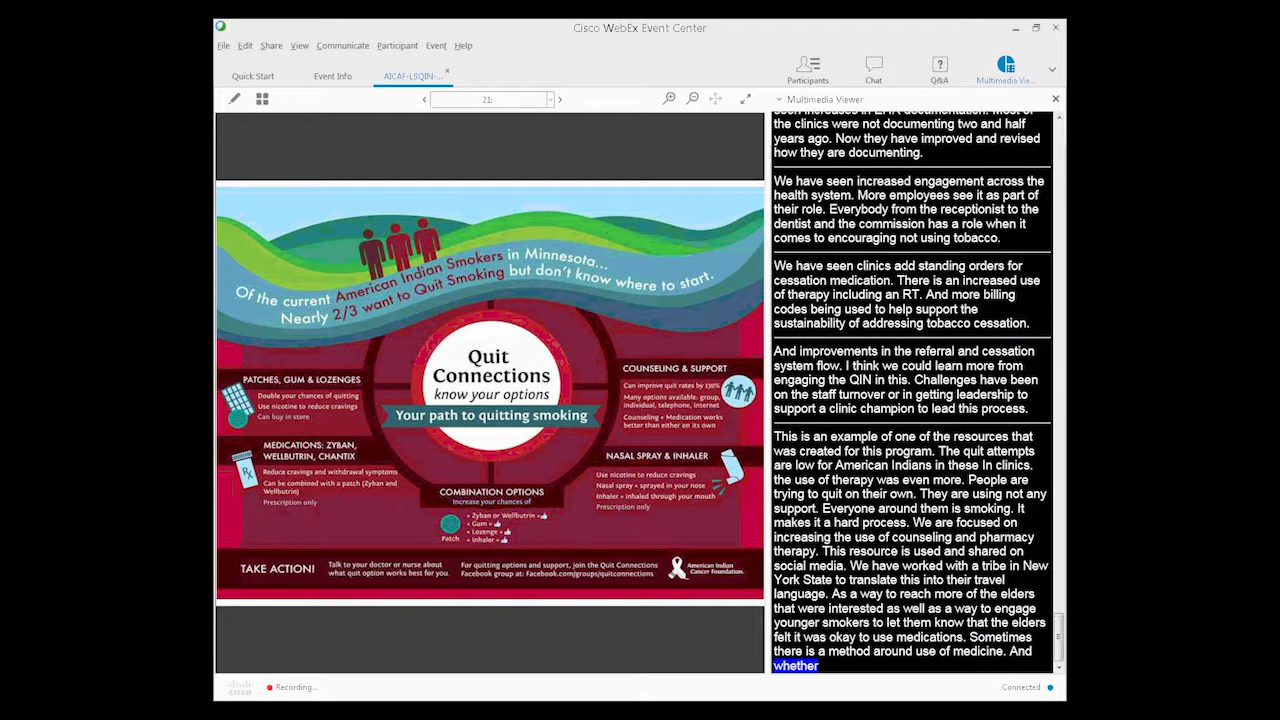 Cisco WebEx Event Center
File Edit Share View Communicate Participant Event Help
Quick Start Event Info AICAF-LSQIN-...
Participants Chat Q&A Multimedia Vie...
21:
Multimedia Viewer
Of the current American Indian Smokers in Minnesota...
Nearly 2/3 want to Quit Smoking but don't know where to start.
Quit
Connections
know your options
Your path to quitting smoking
PATCHES, GUM & LOZENGES
Double your chances of quitting
Use nicotine to reduce cravings
Can buy in store
MEDICATIONS: ZYBAN,
WELLBUTRIN, CHANTIX
Rx
Reduce cravings and withdrawal symptoms
Can be combined with a patch (Zyban and
Wellbutrin)
Prescription only
COUNSELING & SUPPORT
Can improve quit rates by 130%
Many options available: group,
individual, telephone, internet
Counseling + Medication works
better than either on its own
NASAL SPRAY & INHALER
Use nicotine to reduce cravings
Nasal spray = sprayed in your nose
Inhaler = inhaled through your mouth
Prescription only
COMBINATION OPTIONS
Increase your chances of
Patch
+ Zyban or Wellbutrin =
+ Gum =
+ Lozenge =
+ Inhaler =
TAKE ACTION!
Talk to your doctor or nurse about
what quit option works best for you.
For quitting options and support, join the Quit Connections
Facebook group at: Facebook.com/groups/quitconnections
American Indian
Cancer Foundation.
seen increases in EHR documentation. Most of
the clinics were not documenting two and half
years ago. Now they have improved and revised
how they are documenting.
We have seen increased engagement across the
health system. More employees see it as part of
their role. Everybody from the receptionist to the
dentist and the commission has a role when it
comes to encouraging not using tobacco.
We have seen clinics add standing orders for
cessation medication. There is an increased use
of therapy including an RT. And more billing
codes being used to help support the
sustainability of addressing tobacco cessation.
And improvements in the referral and cessation
system flow. I think we could learn more from
engaging the QIN in this. Challenges have been
on the staff turnover or in getting leadership to
support a clinic champion to lead the process.
This is an example of one of the resources that
was created for this program. The quit attempts
are low for American Indians in these In clinics.
the use of therapy was even more. People are
trying to quit on their own. They are using not any
support. Everyone around them is smoking. It
makes it a hard process. We are focused on
increasing the use of counseling and pharmacy
therapy. This resource is used and shared on
social media. We have worked with a tribe in New
York State to translate this into their travel
language. As a way to reach more of the elders
that were interested as well as a way to engage
younger smokers to let them know that the elders
felt it was okay to use medications. Sometimes
there is a method around use of medicine. And
whether
cisco
Recording...
Connected